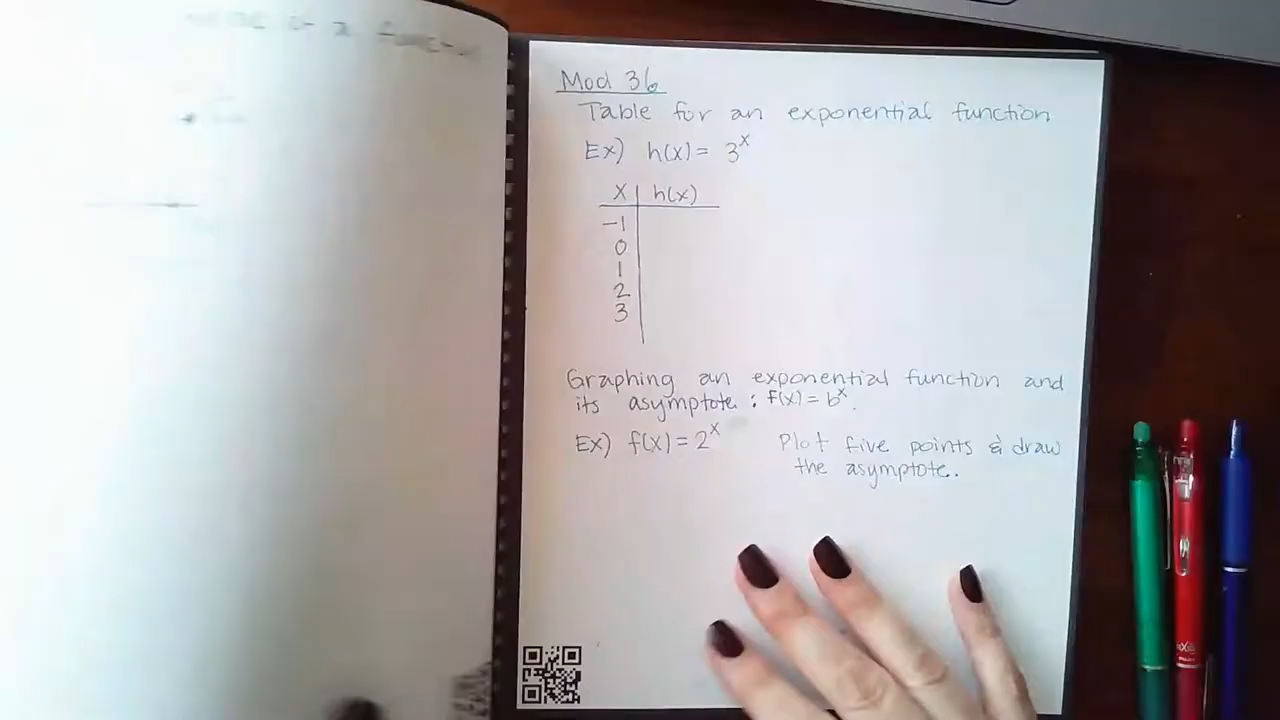 Mod 36
Table for an exponential function
Ex) h(x) = 3^x
x | h(x)
-1
0
1
2
3
Graphing an exponential function and
its asymptote : f(x) = b^x.
Ex) f(x) = 2^x Plot five points & draw
the asymptote.